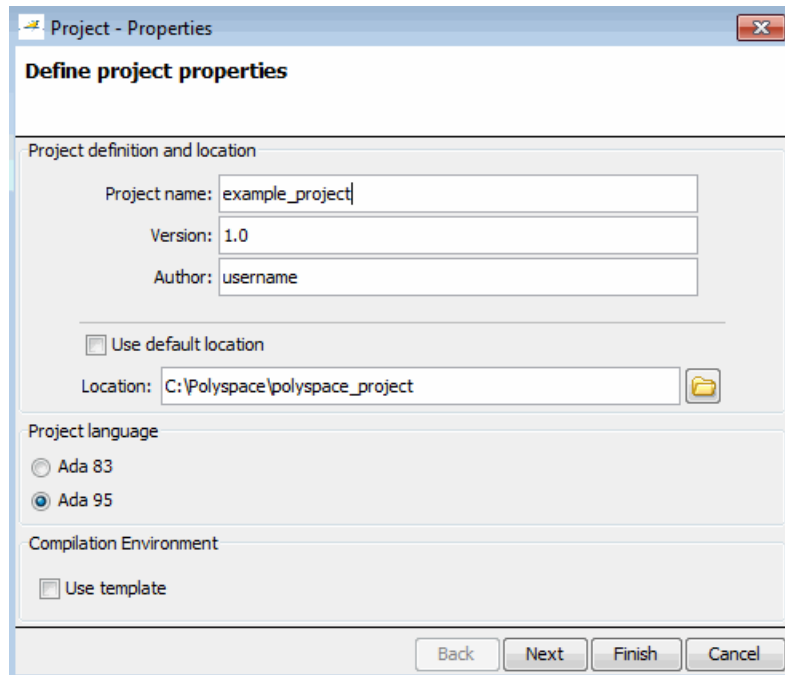 Project - Properties
Define project properties
Project definition and location
Project name: example_project
Version: 1.0
Author: username
Use default location
Location: C:\Polyspace\polyspace_project
Project language
Ada 83
Ada 95
Compilation Environment
Use template
Back Next Finish Cancel